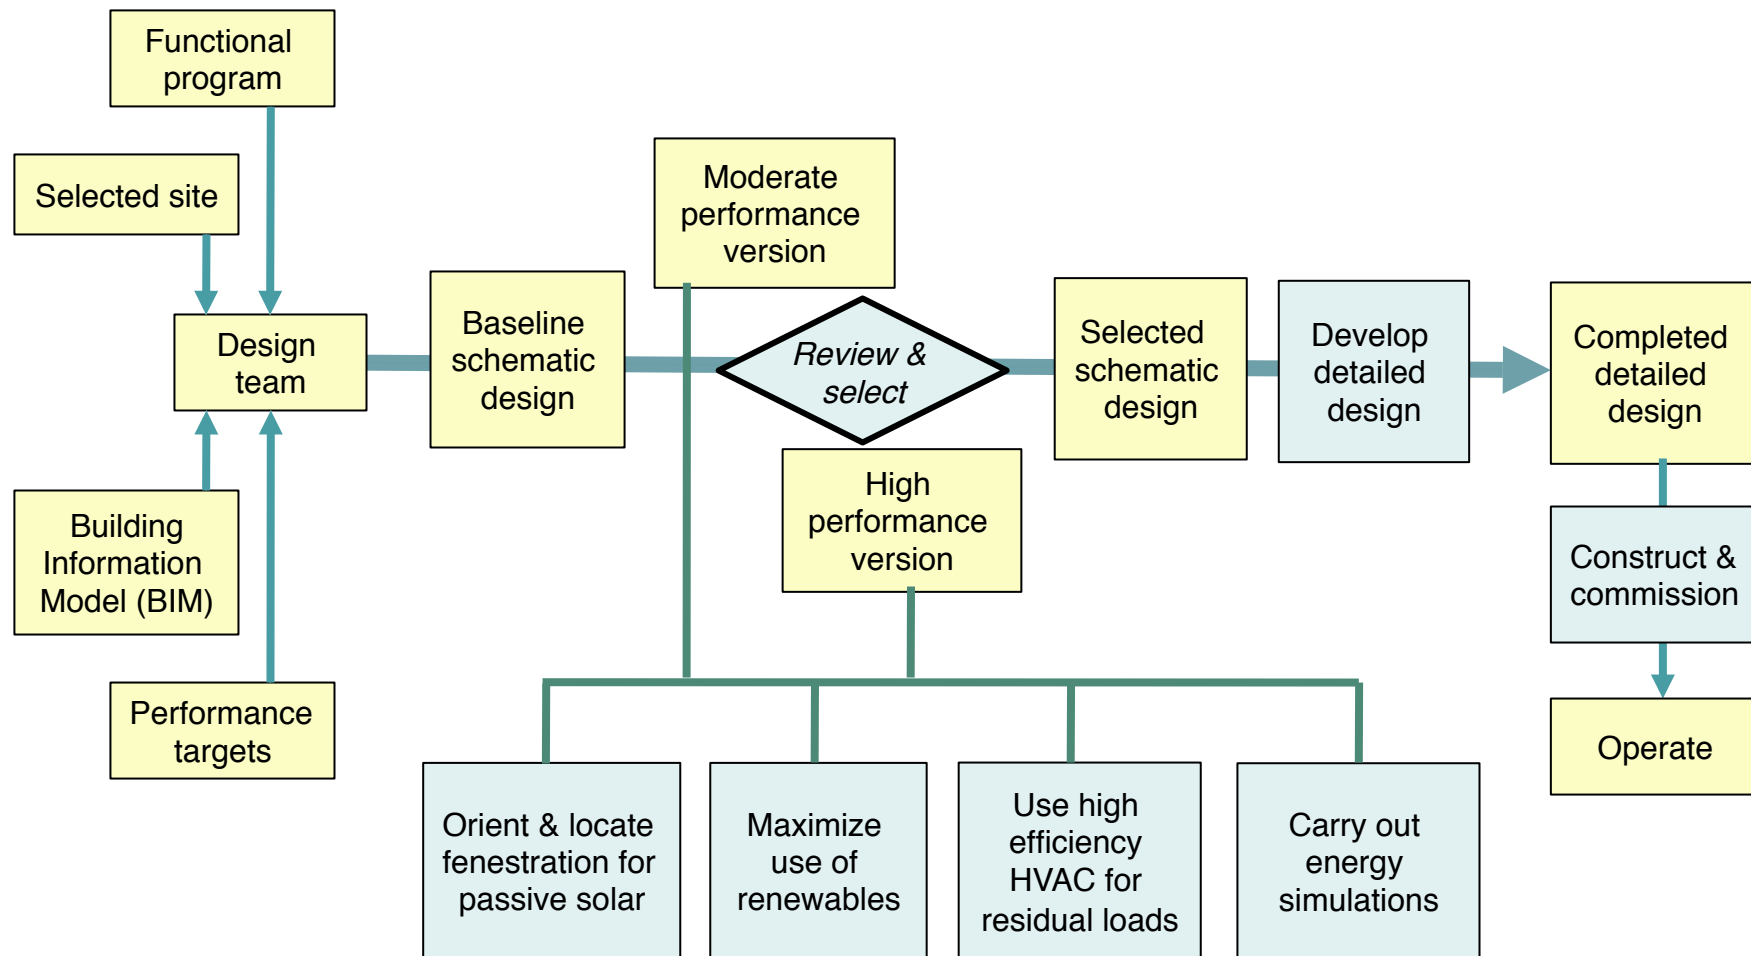 Functional
program
Selected site
Design
team
Building
Information
Model (BIM)
Performance
targets
Baseline
schematic
design
Moderate
performance
version
Review &
select
High
performance
version
Selected
schematic
design
Develop
detailed
design
Completed
detailed
design
Construct &
commission
Operate
Orient & locate
fenestration for
passive solar
Maximize
use of
renewables
Use high
efficiency
HVAC for
residual loads
Carry out
energy
simulations